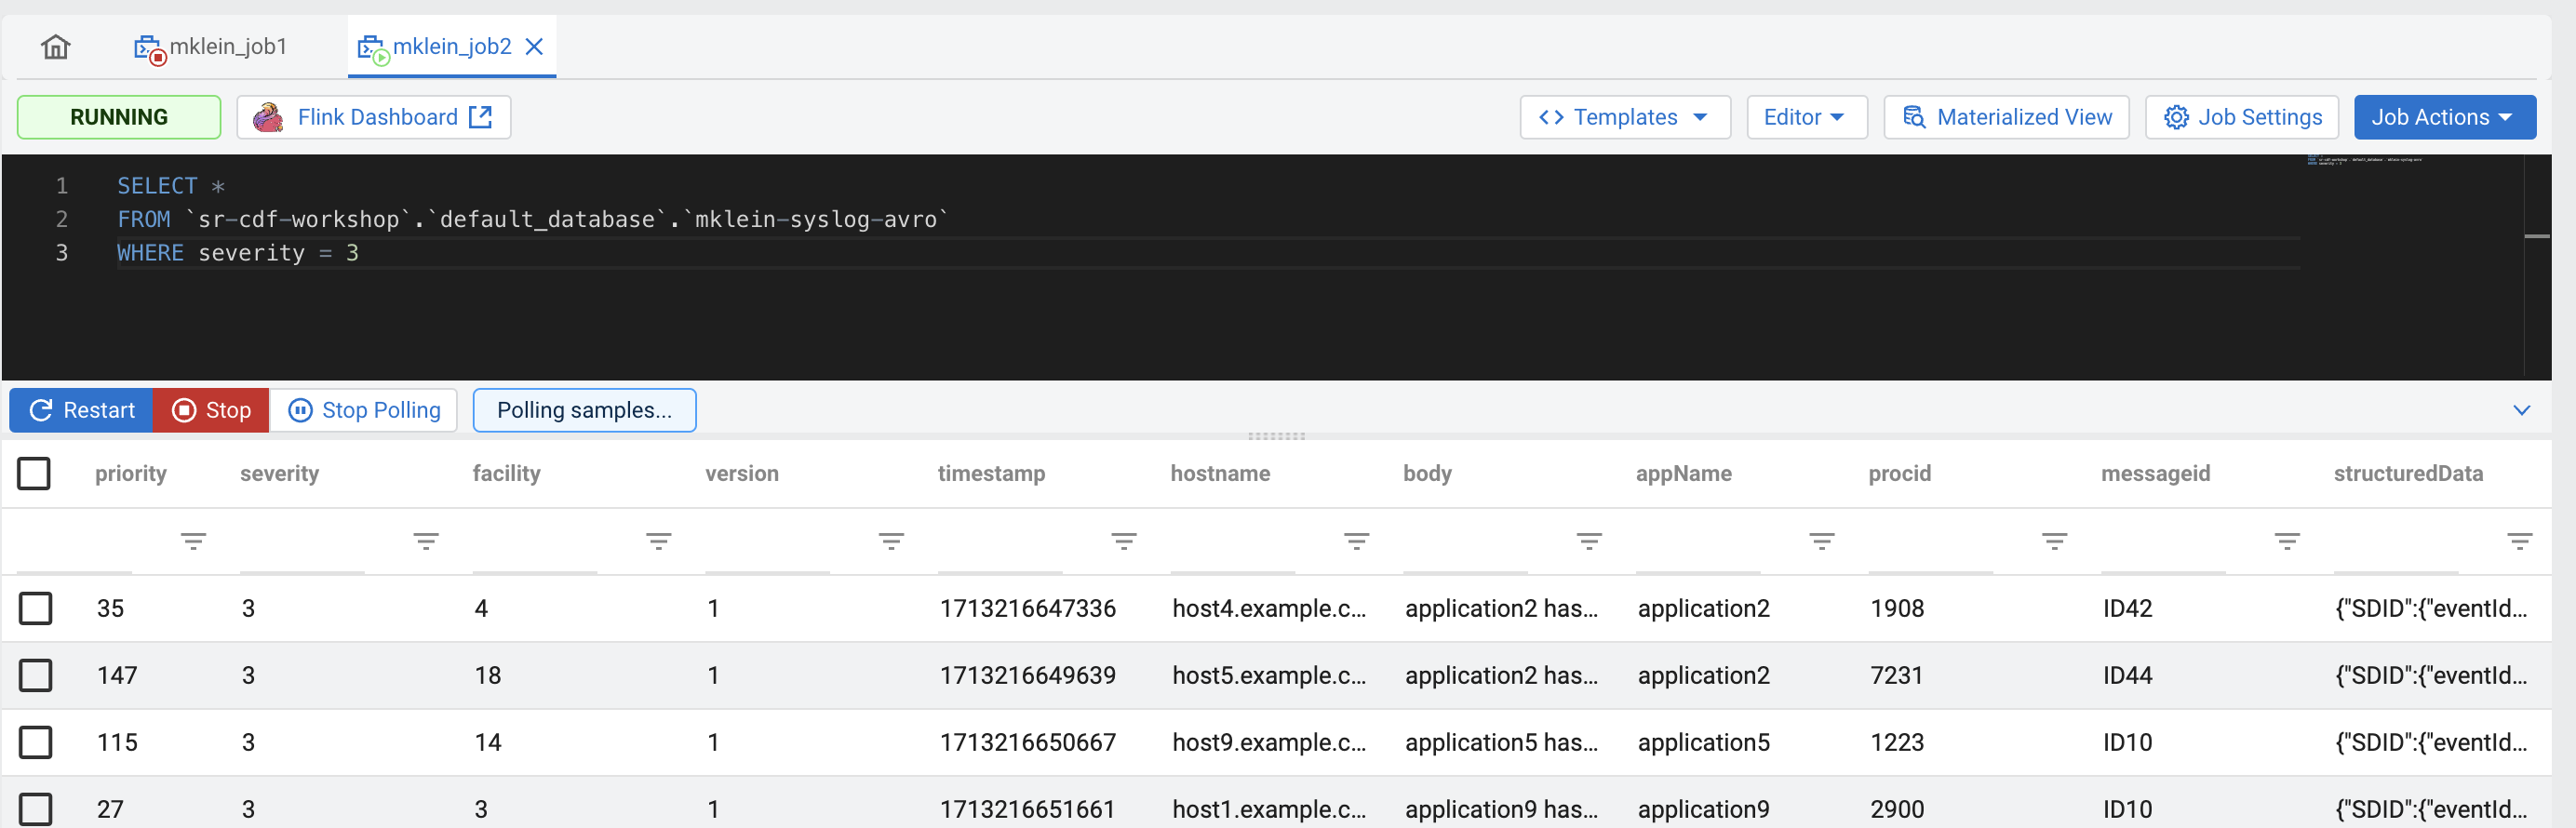 mklein_job1 mklein_job2
RUNNING Flink Dashboard Templates Editor Materialized View Job Settings Job Actions
1 SELECT *
2 FROM `sr-cdf-workshop`.`default_database`.`mklein-syslog-avro`
3 WHERE severity = 3
Restart Stop Stop Polling Polling samples...
priority severity facility version timestamp hostname body appName procid messageid structuredData
35 3 4 1 1713216647336 host4.example.c... application2 has... application2 1908 ID42 {"SDID":{"eventId...
147 3 18 1 1713216649639 host5.example.c... application2 has... application2 7231 ID44 {"SDID":{"eventId...
115 3 14 1 1713216650667 host9.example.c... application5 has... application5 1223 ID10 {"SDID":{"eventId...
27 3 3 1 1713216651661 host1.example.c... application9 has... application9 2900 ID10 {"SDID":{"eventId...